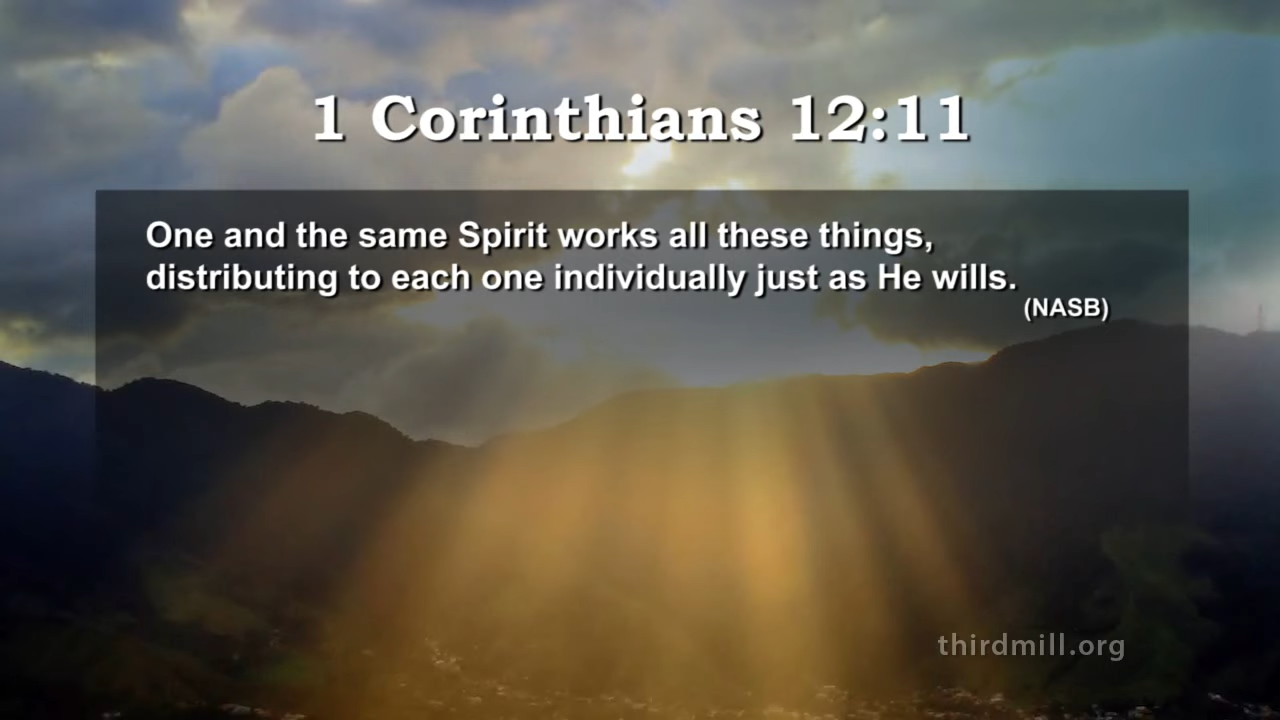 1 Corinthians 12:11
One and the same Spirit works all these things,
distributing to each one individually just as He wills.
(NASB)
thirdmill.org